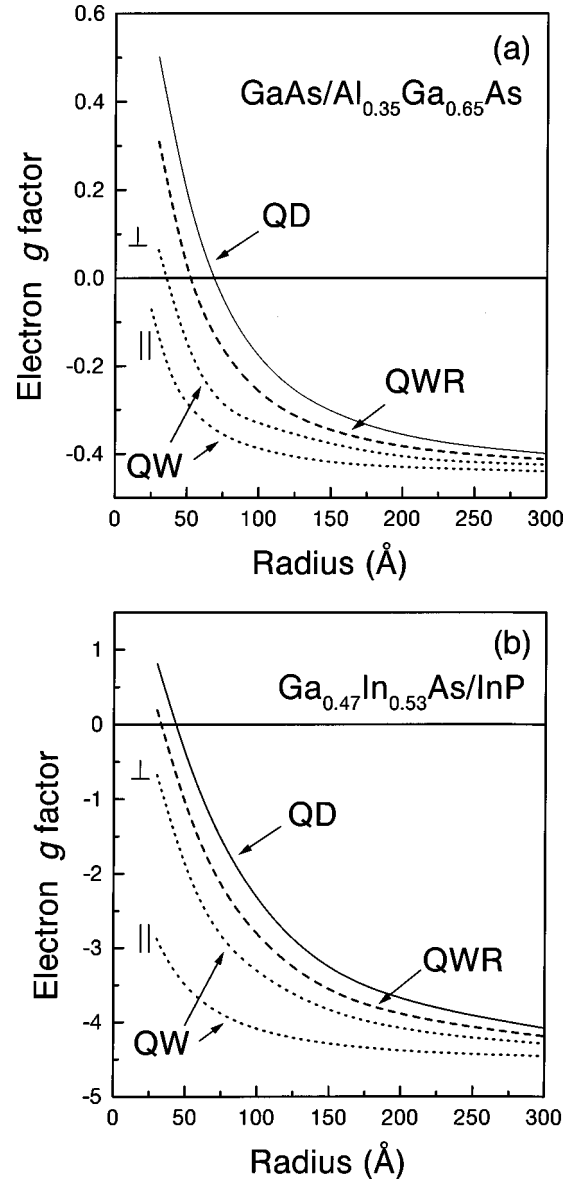 (a)
GaAs/Al0.35Ga0.65As
0.6
0.4
0.2
0.0
-0.2
-0.4
Electron g factor
QD
⊥
||
QWR
QW
0 50 100 150 200 250 300
Radius (Å)
(b)
Ga0.47In0.53As/InP
1
0
-1
-2
-3
-4
-5
Electron g factor
⊥
QD
||
QWR
QW
0 50 100 150 200 250 300
Radius (Å)